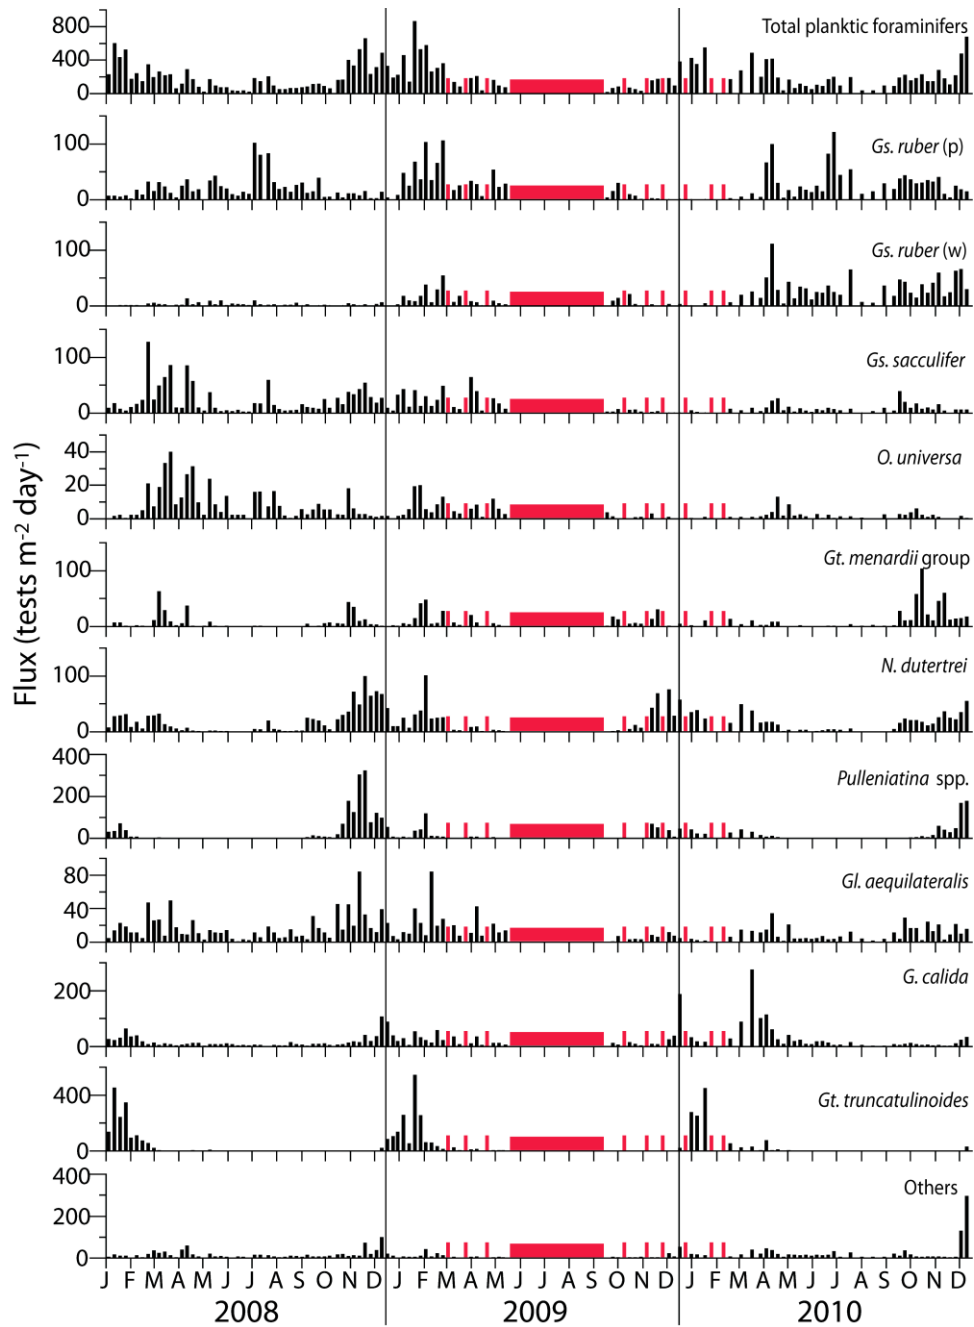 Flux (tests m-2 day-1)
Total planktic foraminifers
800
400
0
Gs. ruber (p)
100
0
Gs. ruber (w)
100
0
Gs. sacculifer
100
0
O. universa
40
20
0
Gt. menardii group
100
0
N. dutertrei
100
0
Pulleniatina spp.
400
200
0
Gl. aequilateralis
80
40
0
G. calida
200
0
Gt. truncatulinoides
400
0
Others
400
200
0
J F M A M J J A S O N D J F M A M J J A S O N D J F M A M J J A S O N D
2008 2009 2010